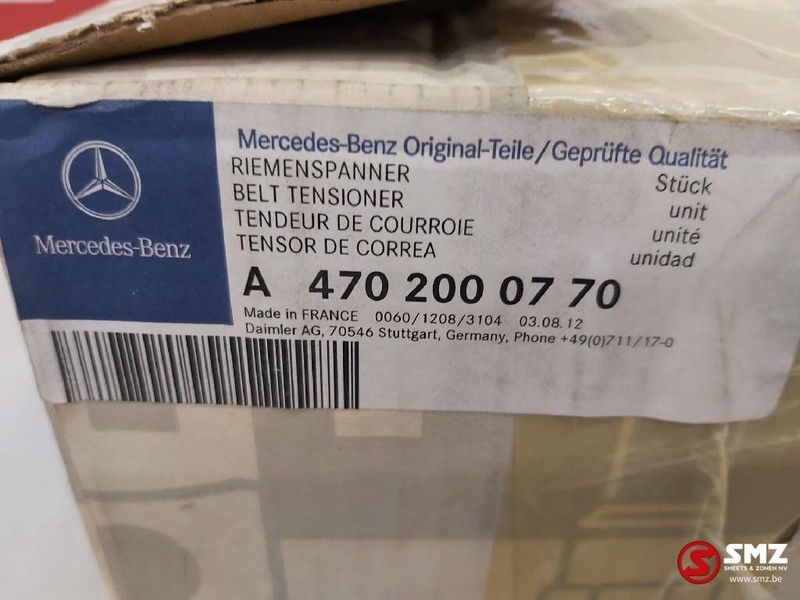 Mercedes-Benz
Mercedes-Benz Original-Teile/Geprüfte Qualität
RIEMENSPANNER Stück
BELT TENSIONER unit
TENDEUR DE COURROIE unité
TENSOR DE CORREA unidad
A 470 200 07 70
Made in FRANCE 0060/1208/3104 03.08.12
Daimler AG, 70546 Stuttgart, Germany, Phone +49(0)711/17-0
SMZ
SMEETS & ZONEN NV
www.smz.be